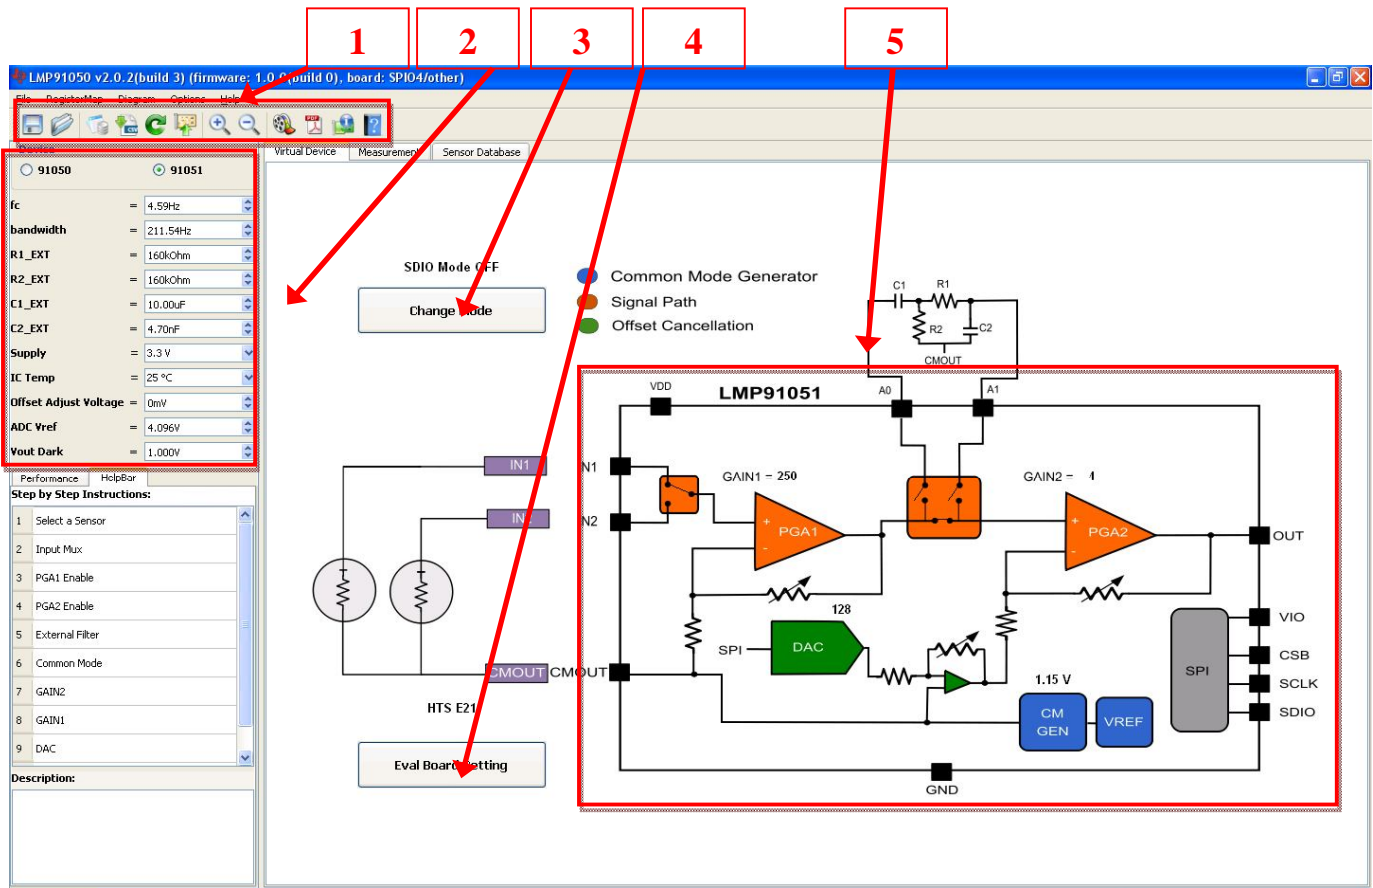 1 2 3 4 5
LMP91050 v2.0.2(build 3) (firmware: 1.0.0(build 0), board: SPIO4/other)
File RegisterMap Diagram Options Help
Device
Virtual Device Measurement Sensor Database
91050 91051
fc = 4.59Hz
bandwidth = 211.54Hz
R1_EXT = 160kOhm
R2_EXT = 160kOhm
C1_EXT = 10.00uF
C2_EXT = 4.70nF
Supply = 3.3 V
IC Temp = 25 °C
Offset Adjust Voltage = 0mV
ADC Vref = 4.096V
Vout Dark = 1.000V
Performance HelpBar
Step by Step Instructions:
1 Select a Sensor
2 Input Mux
3 PGA1 Enable
4 PGA2 Enable
5 External Filter
6 Common Mode
7 GAIN2
8 GAIN1
9 DAC
Description:
SDIO Mode OFF
Change Mode
Common Mode Generator
Signal Path
Offset Cancellation
C1 R1
R2 C2
CMOUT
VDD LMP91051 A0 A1
IN1 IN1
GAIN1 = 250 GAIN2 = 4
IN2 IN2
+ PGA1 -
+ PGA2 -
OUT
128
SPI DAC
CMOUT CMOUT
1.15 V
CM GEN VREF
SPI
VIO
CSB
SCLK
SDIO
GND
HTS E21
Eval Board Setting